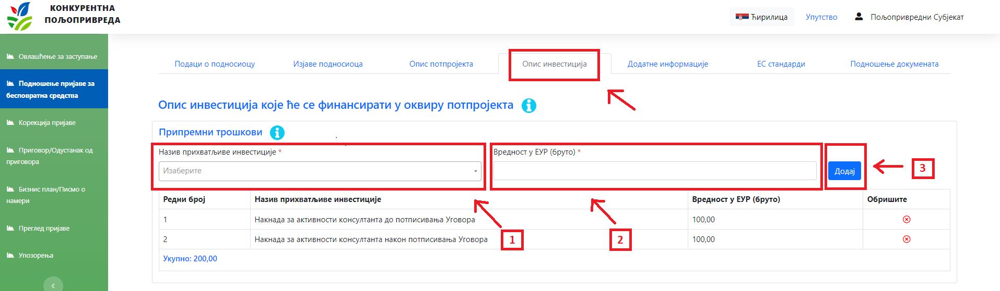 КОНКУРЕНТНА
ПОЉОПРИВРЕДА
Ћирилица
Упутство
Пољопривредни Субјекат
Овлашћење за заступање
Подношење пријаве за
бесповратна средства
Корекција пријаве
Приговор/Одустанак од
приговора
Бизнис план/Писмо о
намери
Преглед пријаве
Упозорења
Подаци о подносиоцу
Изјаве подносиоца
Опис потпројекта
Опис инвестиција
Додатне информације
ЕС стандарди
Подношење докумената
Опис инвестиција које ће се финансирати у оквиру потпројекта
Припремни трошкови
Назив прихватљиве инвестиције *
Вредност у ЕУР (бруто) *
Изаберите
Додај
3
Редни број Назив прихватљиве инвестиције Вредност у ЕУР (бруто) Обришите
1 Накнада за активности консултанта до потписивања Уговора 100,00
2 Накнада за активности консултанта након потписивања Уговора 100,00
1
2
Укупно: 200,00